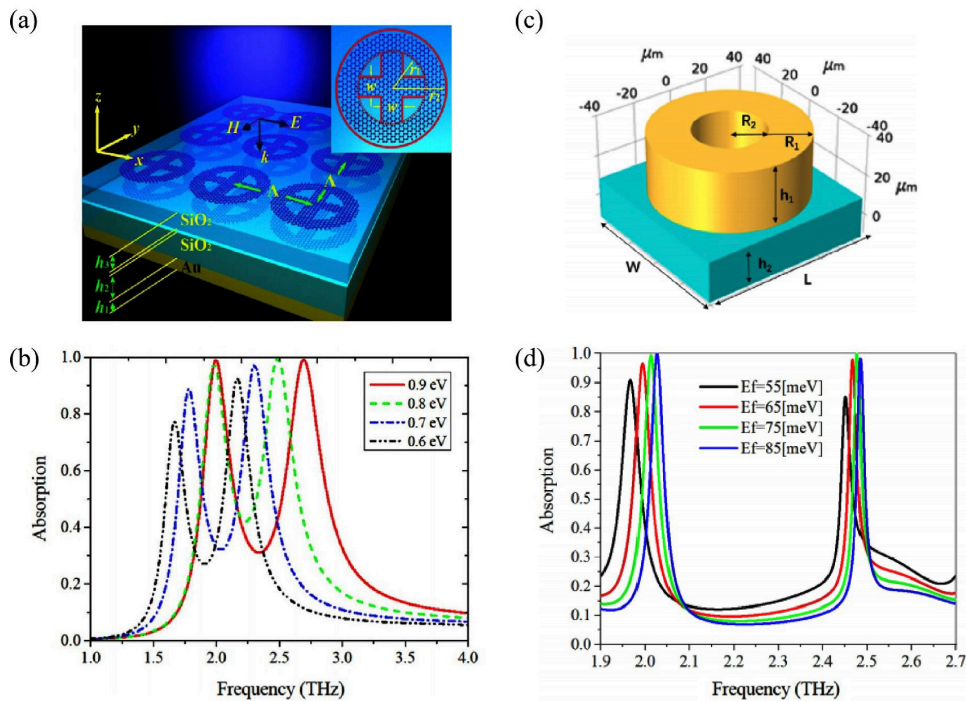 (a)
z
y
x
H
E
k
Λ
Λ
w
w
r₁
r₂
SiO₂
SiO₂
Au
h₃
h₂
h₁
(c)
μm
-40
-20
0
20
40
40
20
0
-20
-40
μm
40
20
0
μm
R₂
R₁
h₁
h₂
W
L
(b)
Absorption
1.0
0.8
0.6
0.4
0.2
0.0
0.9 eV
0.8 eV
0.7 eV
0.6 eV
1.0 1.5 2.0 2.5 3.0 3.5 4.0
Frequency (THz)
(d)
Absorption
1.0
0.9
0.8
0.7
0.6
0.5
0.4
0.3
0.2
0.1
0.0
Ef=55[meV]
Ef=65[meV]
Ef=75[meV]
Ef=85[meV]
1.9 2.0 2.1 2.2 2.3 2.4 2.5 2.6 2.7
Frequency (THz)